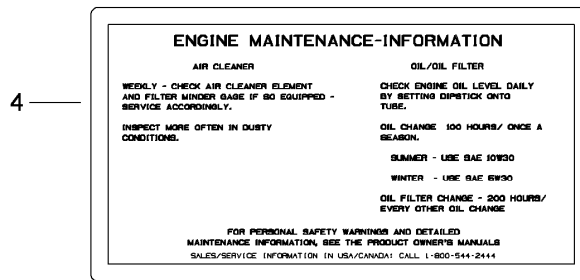 ENGINE MAINTENANCE-INFORMATION
AIR CLEANER
WEEKLY - CHECK AIR CLEANER ELEMENT
AND FILTER MINDER GAGE IF SO EQUIPPED -
SERVICE ACCORDINGLY.
INSPECT MORE OFTEN IN DUSTY
CONDITIONS.
OIL/OIL FILTER
CHECK ENGINE OIL LEVEL DAILY
BY SETTING DIPSTICK ONTO
TUBE.
OIL CHANGE 100 HOURS/ ONCE A
SEASON.
SUMMER - USE SAE 10W30
WINTER - USE SAE 5W30
OIL FILTER CHANGE - 200 HOURS/
EVERY OTHER OIL CHANGE
FOR PERSONAL SAFETY WARNINGS AND DETAILED
MAINTENANCE INFORMATION, SEE THE PRODUCT OWNER'S MANUALS
SALES/SERVICE INFORMATION IN USA/CANADA: CALL 1-800-544-2444
4